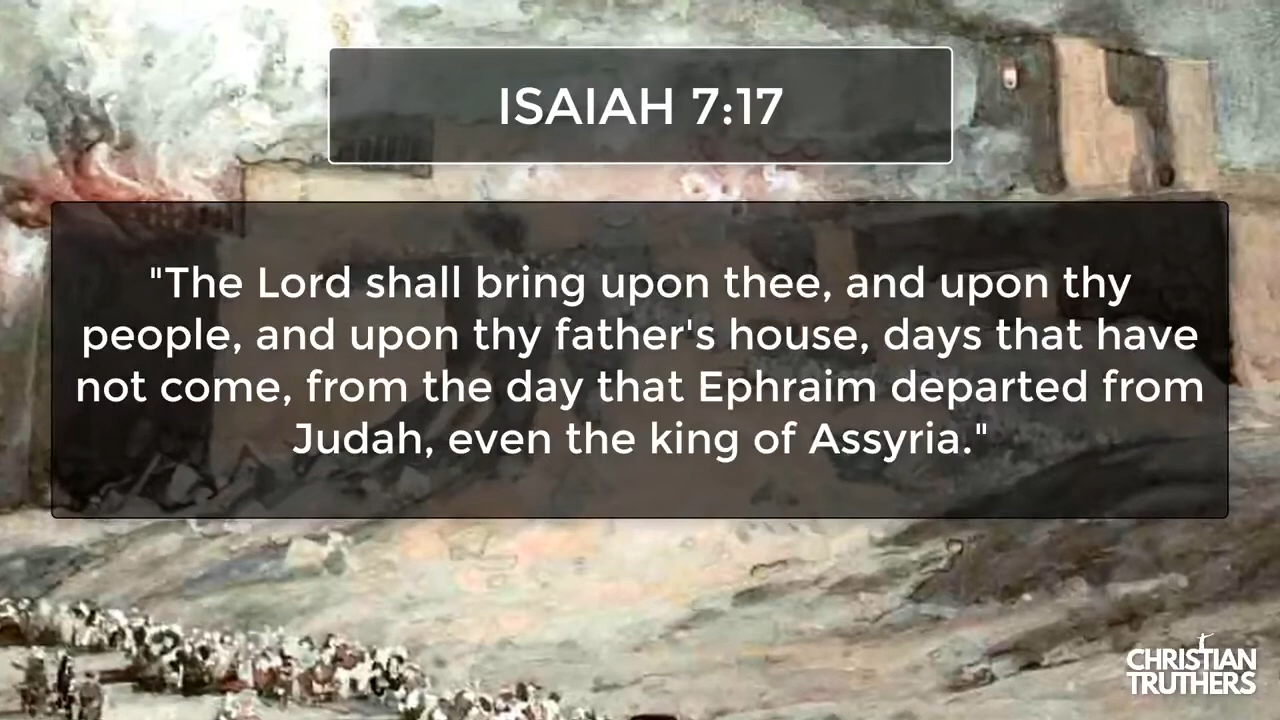 ISAIAH 7:17
"The Lord shall bring upon thee, and upon thy
people, and upon thy father's house, days that have
not come, from the day that Ephraim departed from
Judah, even the king of Assyria."
CHRISTIAN
TRUTHERS